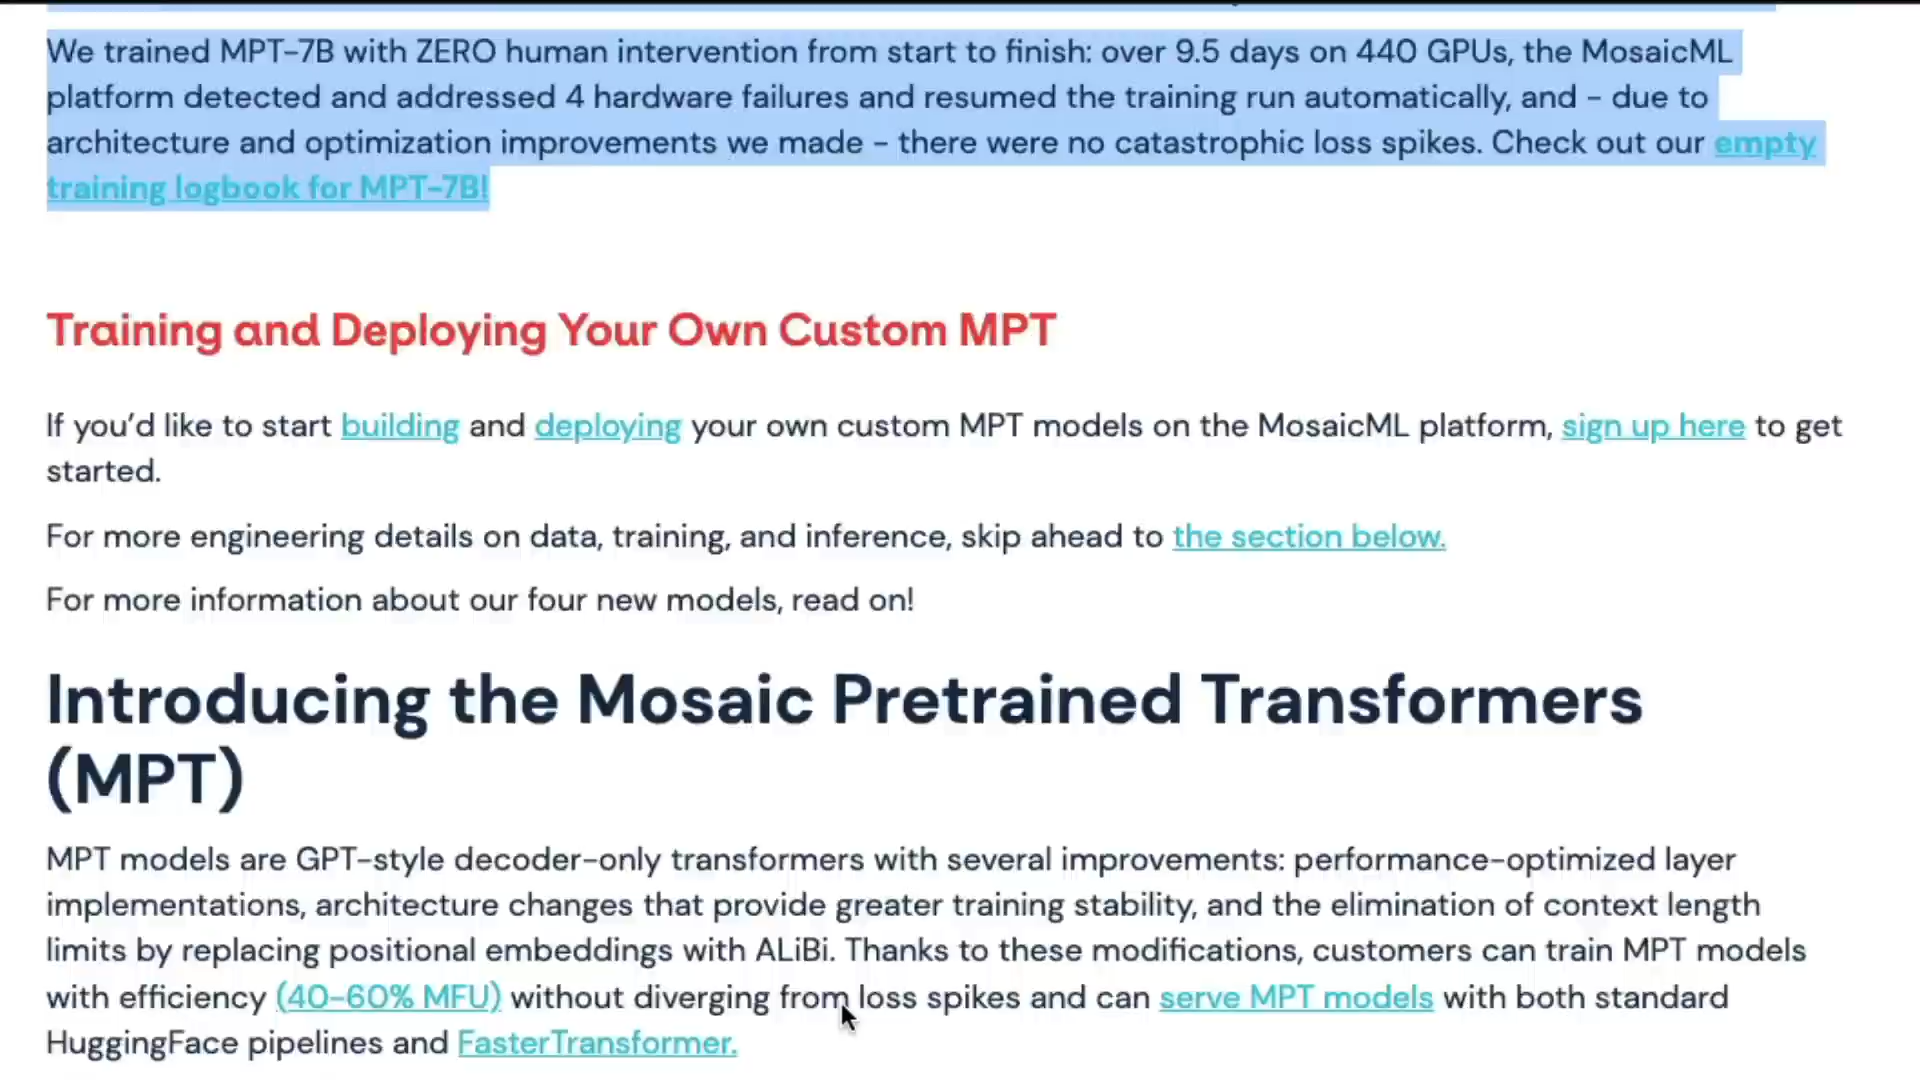 We trained MPT-7B with ZERO human intervention from start to finish: over 9.5 days on 440 GPUs, the MosaicML
platform detected and addressed 4 hardware failures and resumed the training run automatically, and – due to
architecture and optimization improvements we made – there were no catastrophic loss spikes. Check out our empty
training logbook for MPT-7B!
Training and Deploying Your Own Custom MPT
If you’d like to start building and deploying your own custom MPT models on the MosaicML platform, sign up here to get
started.
For more engineering details on data, training, and inference, skip ahead to the section below.
For more information about our four new models, read on!
Introducing the Mosaic Pretrained Transformers
(MPT)
MPT models are GPT-style decoder-only transformers with several improvements: performance-optimized layer
implementations, architecture changes that provide greater training stability, and the elimination of context length
limits by replacing positional embeddings with ALiBi. Thanks to these modifications, customers can train MPT models
with efficiency (40-60% MFU) without diverging from loss spikes and can serve MPT models with both standard
HuggingFace pipelines and FasterTransformer.